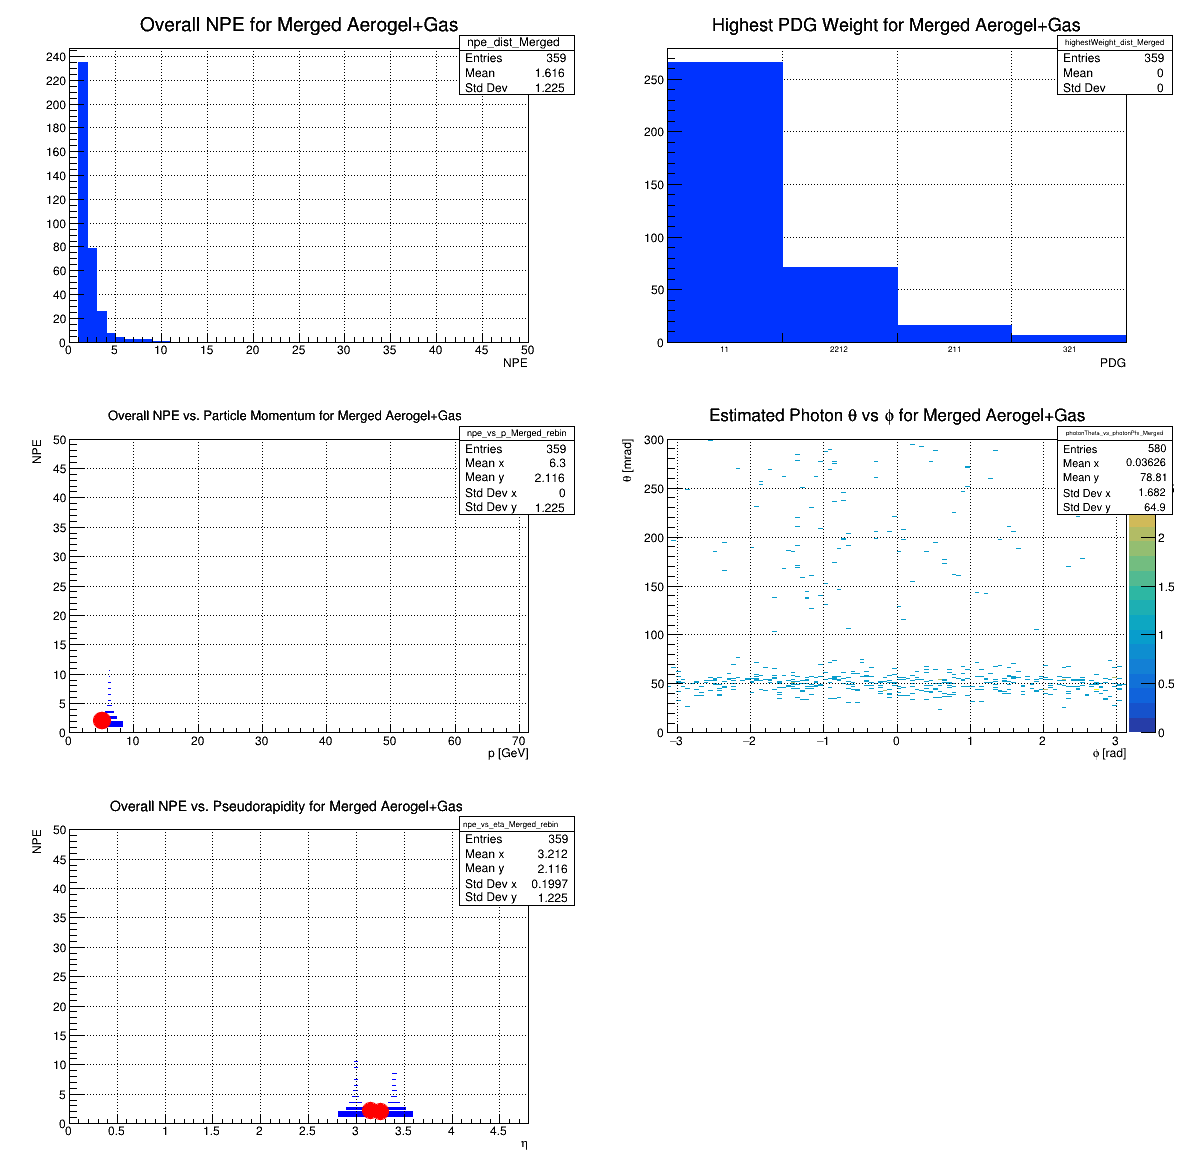 Overall NPE for Merged Aerogel+Gas
npe_dist_Merged
Entries 359
Mean 1.616
Std Dev 1.225
240
220
200
180
160
140
120
100
80
60
40
20
0
0 5 10 15 20 25 30 35 40 45 50
NPE
Highest PDG Weight for Merged Aerogel+Gas
highestWeight_dist_Merged
Entries 359
Mean 0
Std Dev 0
250
200
150
100
50
0
11 2212 211 321
PDG
Overall NPE vs. Particle Momentum for Merged Aerogel+Gas
npe_vs_p_Merged_rebin
Entries 359
Mean x 6.3
Mean y 2.116
Std Dev x 0
Std Dev y 1.225
NPE
50
45
40
35
30
25
20
15
10
5
0
0 10 20 30 40 50 60 70
p [GeV]
Estimated Photon θ vs ϕ for Merged Aerogel+Gas
photonTheta_vs_photonPhi_Merged
Entries 580
Mean x 0.03626
Mean y 78.81
Std Dev x 1.682
Std Dev y 64.9
θ [mrad]
300
250
200
150
100
50
0
−3 −2 −1 0 1 2 3
ϕ [rad]
2
1.5
1
0.5
0
Overall NPE vs. Pseudorapidity for Merged Aerogel+Gas
npe_vs_eta_Merged_rebin
Entries 359
Mean x 3.212
Mean y 2.116
Std Dev x 0.1997
Std Dev y 1.225
NPE
50
45
40
35
30
25
20
15
10
5
0
0 0.5 1 1.5 2 2.5 3 3.5 4 4.5
η